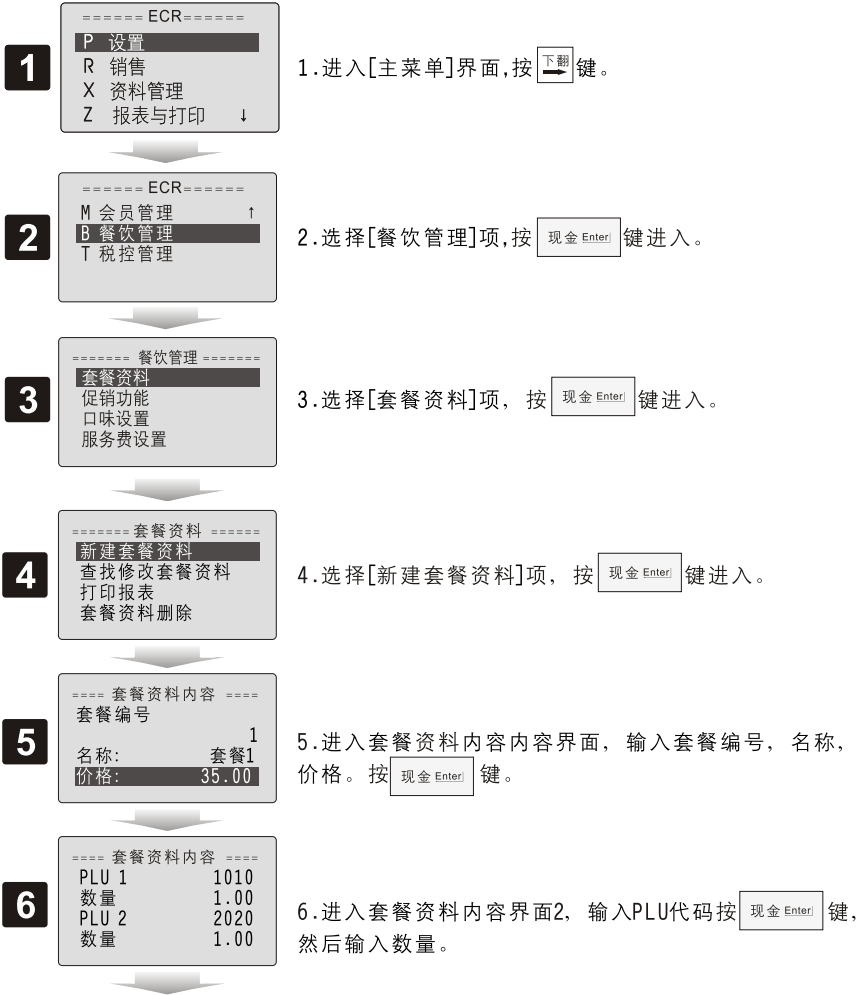 1
====== ECR======
P 设置
R 销售
X 资料管理
Z 报表与打印 ↓
1.进入[主菜单]界面,按 下翻 键。
2
====== ECR======
M 会员管理 ↑
B 餐饮管理
T 税控管理
2.选择[餐饮管理]项,按 现金 Enter 键进入。
3
======= 餐饮管理 =======
套餐资料
促销功能
口味设置
服务费设置
3.选择[套餐资料]项, 按 现金 Enter 键进入。
4
======= 套餐资料 ======
新建套餐资料
查找修改套餐资料
打印报表
套餐资料删除
4.选择[新建套餐资料]项, 按 现金 Enter 键进入。
5
==== 套餐资料内容 ====
套餐编号
1
名称: 套餐1
价格: 35.00
5.进入套餐资料内容内容界面, 输入套餐编号, 名称,
价格。按 现金 Enter 键。
6
==== 套餐资料内容 ====
PLU 1 1010
数量 1.00
PLU 2 2020
数量 1.00
6.进入套餐资料内容界面2, 输入PLU代码按 现金 Enter 键,
然后输入数量。